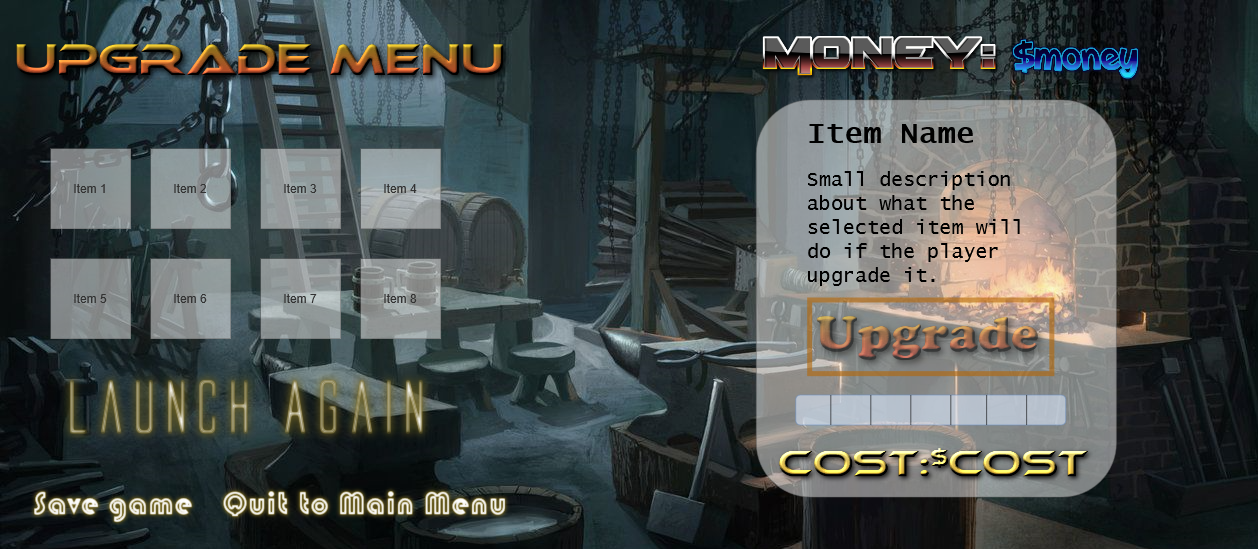 UPGRADE MENU
MONEY: $money
Item Name
Small description
about what the
selected item will
do if the player
upgrade it.
Upgrade
COST:$COST
Item 1 Item 2 Item 3 Item 4
Item 5 Item 6 Item 7 Item 8
LAUNCH AGAIN
Save game Quit to Main Menu